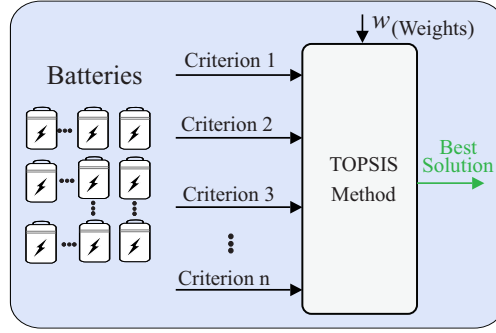 w(Weights)
Batteries
Criterion 1
Criterion 2
Criterion 3
Criterion n
TOPSIS
Method
Best
Solution